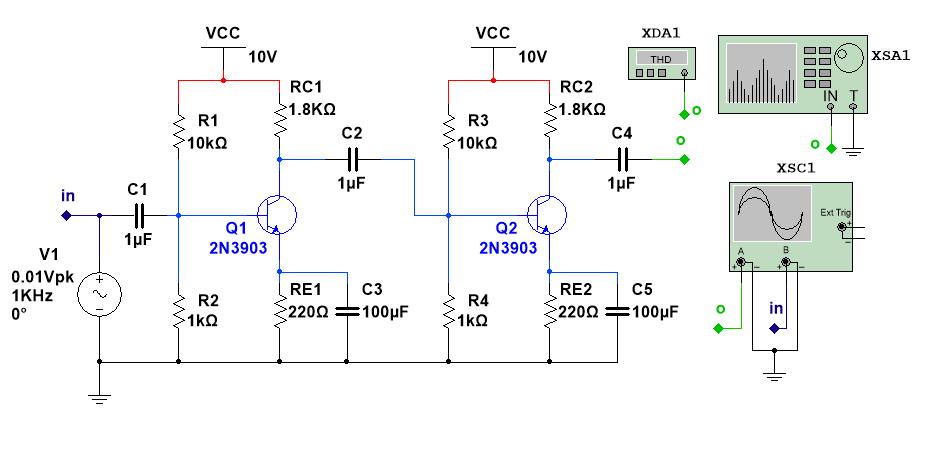 VCC
10V
VCC
10V
XDA1
THD
XSA1
IN T
RC1
1.8KΩ
R1
10kΩ
RC2
1.8KΩ
R3
10kΩ
C2
1µF
C4
1µF
o
o
o
XSC1
in
C1
1µF
Q1
2N3903
Q2
2N3903
A
B
Ext Trig
V1
0.01Vpk
1KHz
0°
R2
1kΩ
RE1
220Ω
C3
100µF
R4
1kΩ
RE2
220Ω
C5
100µF
o
in